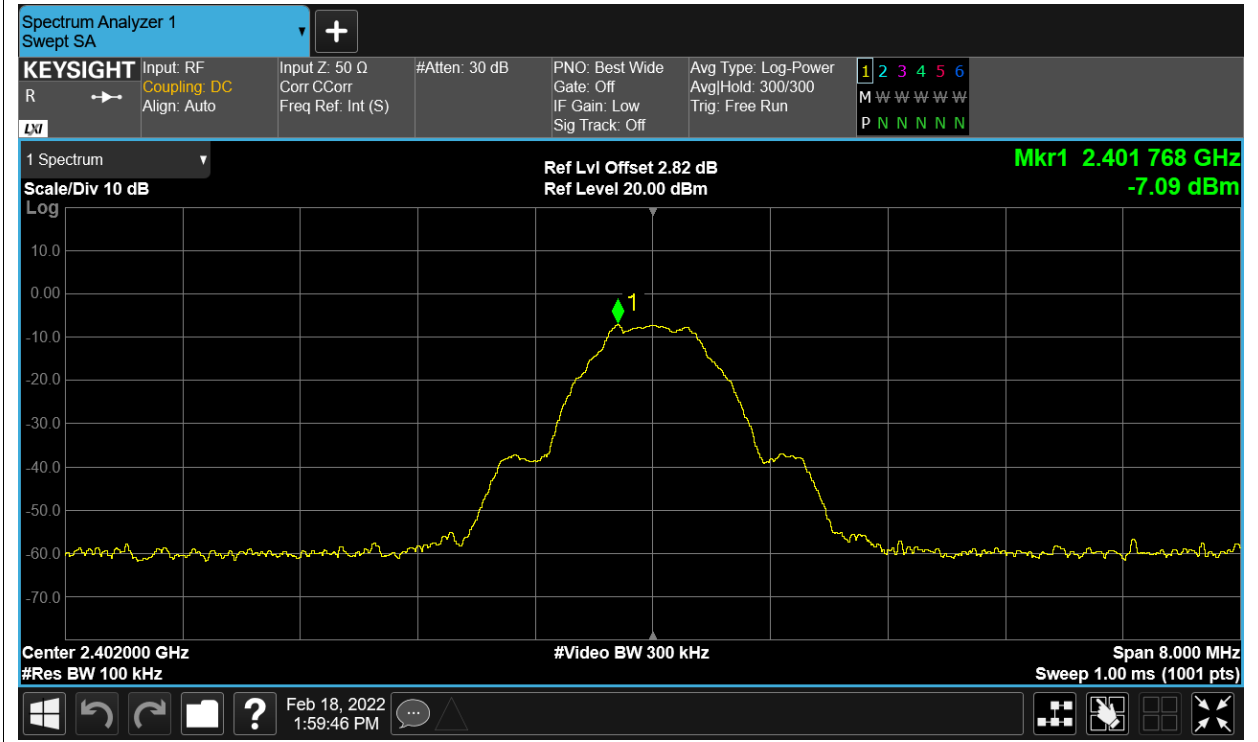 Spectrum Analyzer 1
Swept SA
KEYSIGHT
R
LXI
Input: RF
Coupling: DC
Align: Auto
Input Z: 50 Ω
Corr CCorr
Freq Ref: Int (S)
#Atten: 30 dB
PNO: Best Wide
Gate: Off
IF Gain: Low
Sig Track: Off
Avg Type: Log-Power
Avg|Hold: 300/300
Trig: Free Run
1 2 3 4 5 6
M W W W W W
P N N N N N
1 Spectrum
Scale/Div 10 dB
Log
Ref Lvl Offset 2.82 dB
Ref Level 20.00 dBm
Mkr1 2.401 768 GHz
-7.09 dBm
10.0
0.00
1
-10.0
-20.0
-30.0
-40.0
-50.0
-60.0
-70.0
Center 2.402000 GHz
#Video BW 300 kHz
Span 8.000 MHz
#Res BW 100 kHz
Sweep 1.00 ms (1001 pts)
?
Feb 18, 2022
1:59:46 PM